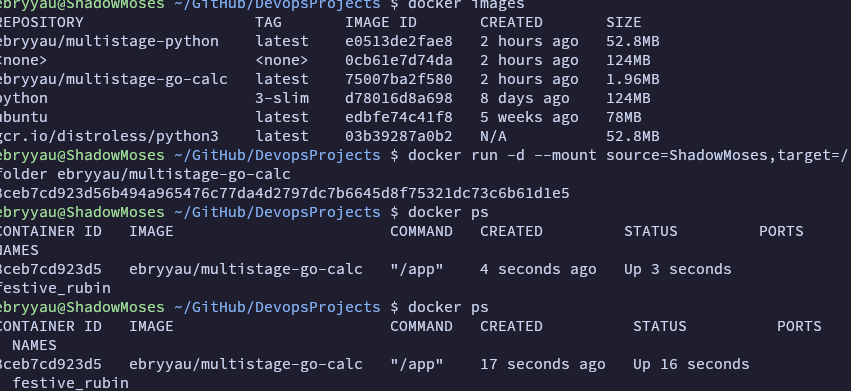 ebryyau@ShadowMoses ~/GitHub/DevopsProjects $ docker images
REPOSITORY TAG IMAGE ID CREATED SIZE
ebryyau/multistage-python latest e0513de2fae8 2 hours ago 52.8MB
<none> <none> 0cb61e7d74da 2 hours ago 124MB
ebryyau/multistage-go-calc latest 75007ba2f580 2 hours ago 1.96MB
python 3-slim d78016d8a698 8 days ago 124MB
ubuntu latest edbfe74c41f8 5 weeks ago 78MB
gcr.io/distroless/python3 latest 03b39287a0b2 N/A 52.8MB
ebryyau@ShadowMoses ~/GitHub/DevopsProjects $ docker run -d --mount source=ShadowMoses,target=/
folder ebryyau/multistage-go-calc
8ceb7cd923d56b494a965476c77da4d2797dc7b6645d8f75321dc73c6b61d1e5
ebryyau@ShadowMoses ~/GitHub/DevopsProjects $ docker ps
CONTAINER ID IMAGE COMMAND CREATED STATUS PORTS
NAMES
8ceb7cd923d5 ebryyau/multistage-go-calc "/app" 4 seconds ago Up 3 seconds
festive_rubin
ebryyau@ShadowMoses ~/GitHub/DevopsProjects $ docker ps
CONTAINER ID IMAGE COMMAND CREATED STATUS PORTS
NAMES
8ceb7cd923d5 ebryyau/multistage-go-calc "/app" 17 seconds ago Up 16 seconds
festive_rubin